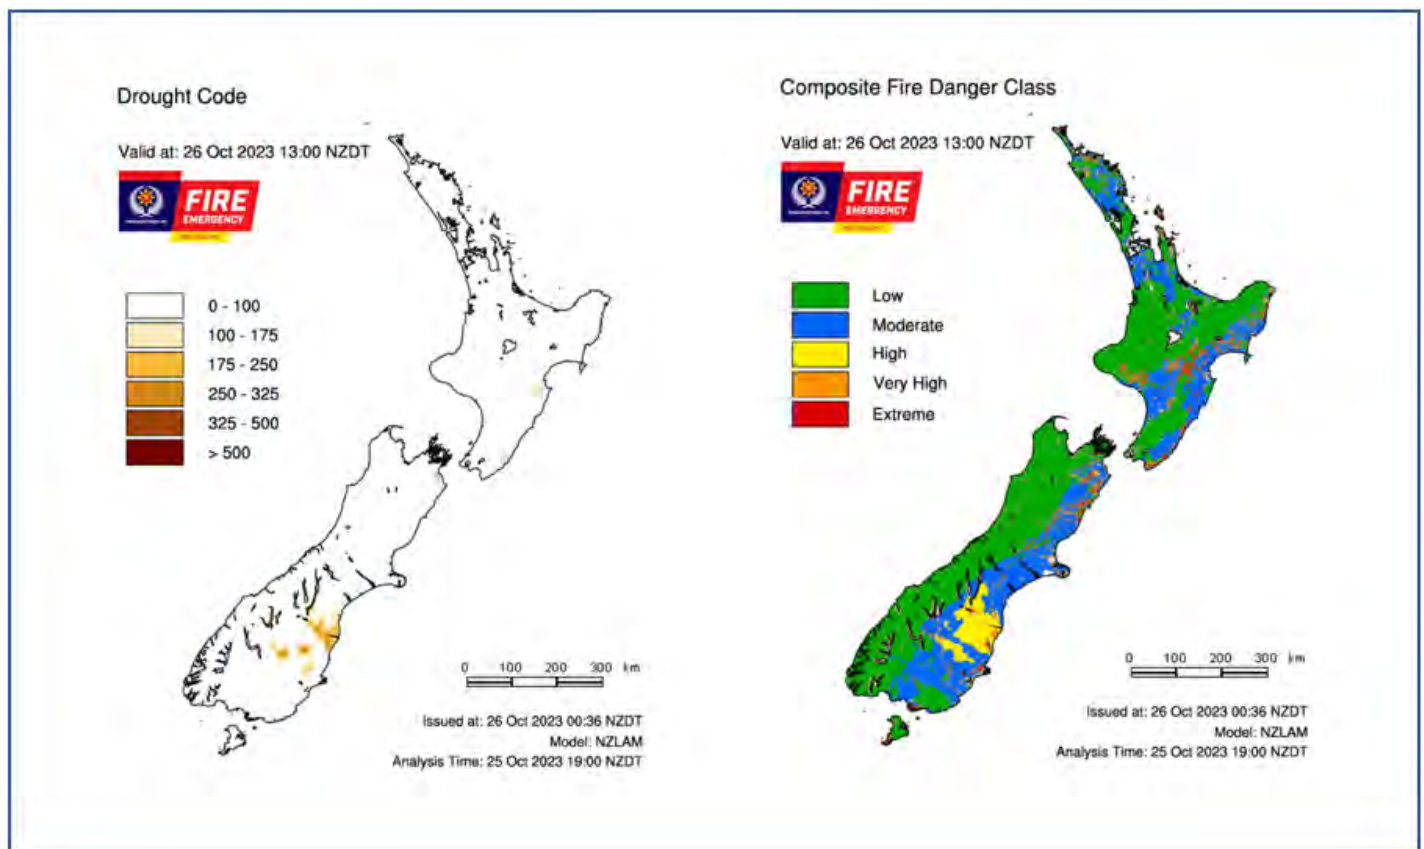 Drought Code
Valid at: 26 Oct 2023 13:00 NZDT
FIRE
EMERGENCY
0 - 100
100 - 175
175 - 250
250 - 325
325 - 500
> 500
0 100 200 300 km
Issued at: 26 Oct 2023 00:36 NZDT
Model: NZLAM
Analysis Time: 25 Oct 2023 19:00 NZDT
Composite Fire Danger Class
Valid at: 26 Oct 2023 13:00 NZDT
FIRE
EMERGENCY
Low
Moderate
High
Very High
Extreme
0 100 200 300 km
Issued at: 26 Oct 2023 00:36 NZDT
Model: NZLAM
Analysis Time: 25 Oct 2023 19:00 NZDT